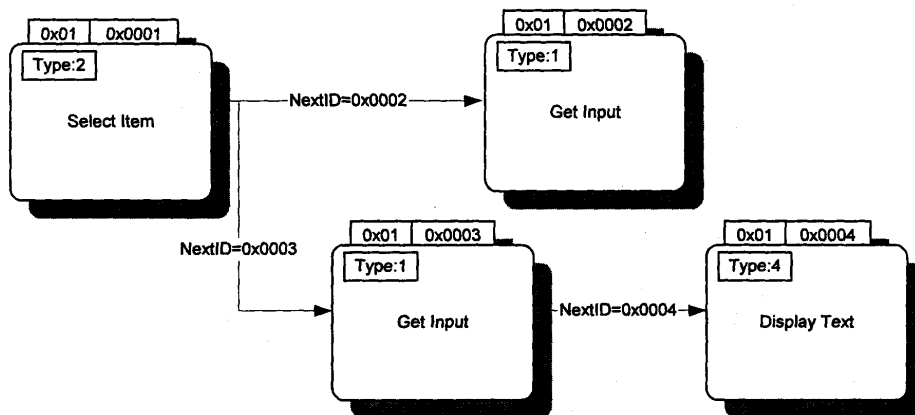 0x01 0x0001
Type:2
Select Item
NextID=0x0002
0x01 0x0002
Type:1
Get Input
NextID=0x0003
0x01 0x0003
Type:1
Get Input
NextID=0x0004
0x01 0x0004
Type:4
Display Text